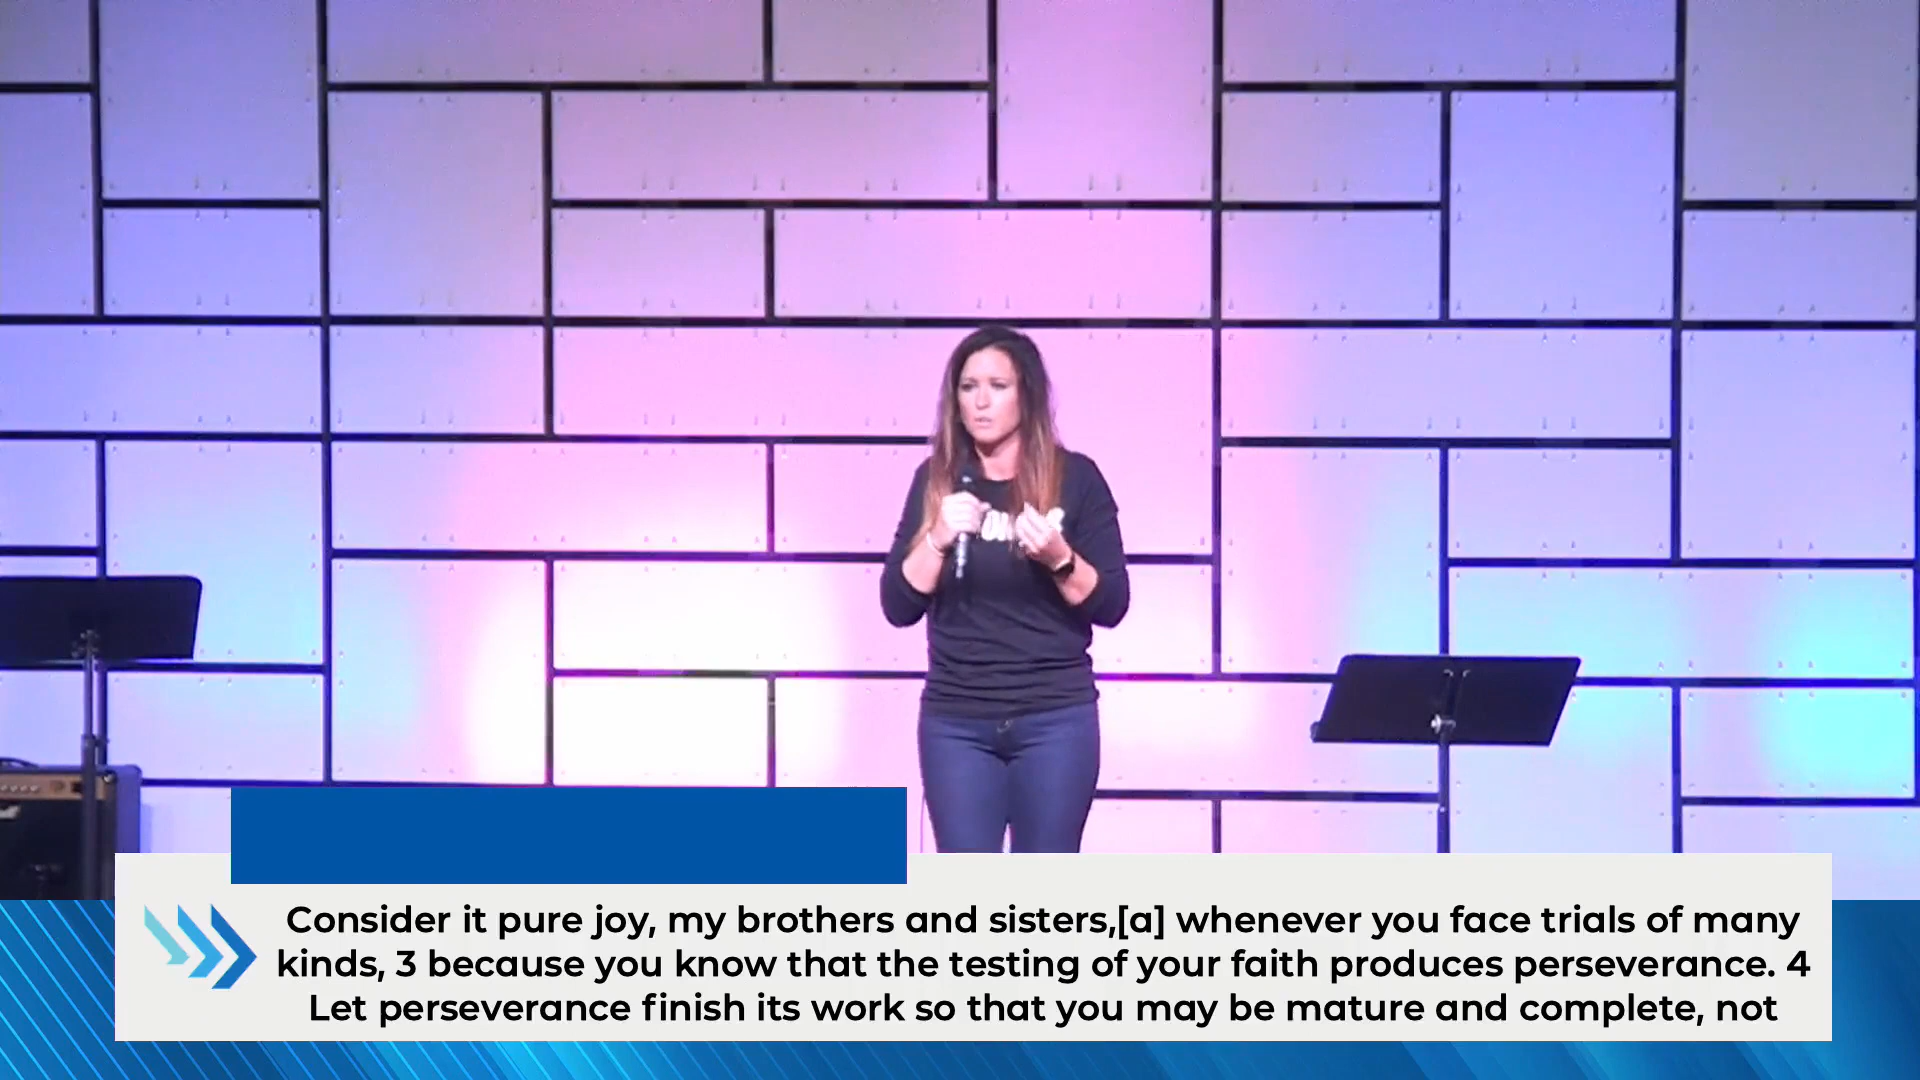 Consider it pure joy, my brothers and sisters,[a] whenever you face trials of many
kinds, 3 because you know that the testing of your faith produces perseverance. 4
Let perseverance finish its work so that you may be mature and complete, not